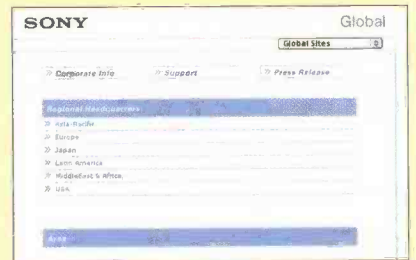 SONY Global
Global Sites
» Corporate Info » Support » Press Release
Regional Headquarters
» Asia-Pacific
» Europe
» Japan
» Latin America
» MiddleEast & Africa
» USA
Area